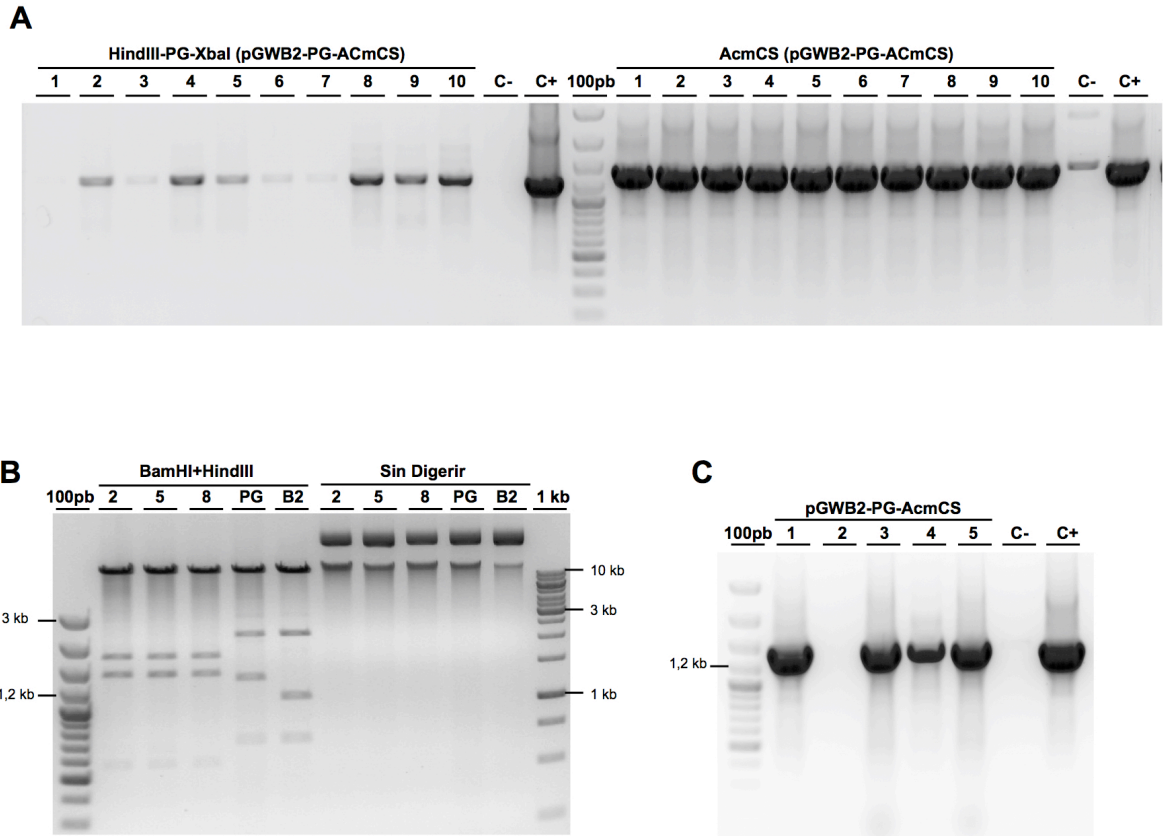 A
HindIII-PG-XbaI (pGWB2-PG-ACmCS) AcmCS (pGWB2-PG-ACmCS)
1 2 3 4 5 6 7 8 9 10 C- C+ 100pb 1 2 3 4 5 6 7 8 9 10 C- C+
B
BamHI+HindIII Sin Digerir
100pb 2 5 8 PG B2 2 5 8 PG B2 1 kb
10 kb
3 kb
3 kb
1,2 kb
1 kb
C
pGWB2-PG-AcmCS
100pb 1 2 3 4 5 C- C+
1,2 kb